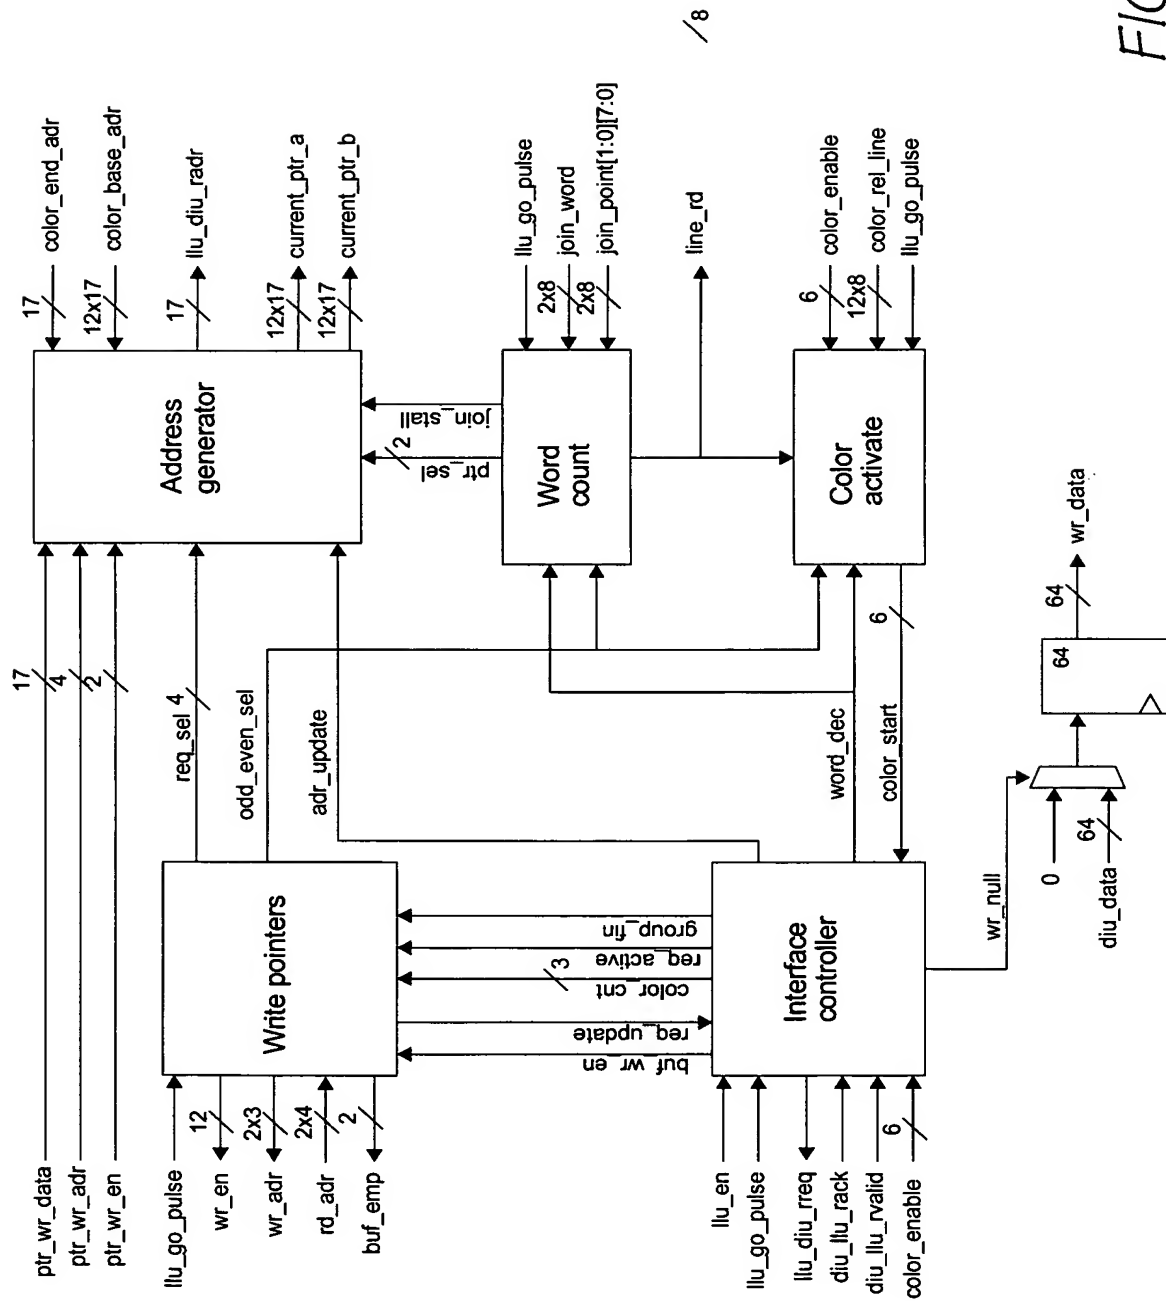 FIG
/8
color_end_adr
17
color_base_adr
12x17
llu_diu_radr
17
current_ptr_a
12x17
current_ptr_b
12x17
Address
generator
ptr_wr_data
17
ptr_wr_adr
4
ptr_wr_en
2
req_sel
4
odd_even_sel
adr_update
join_stall
ptr_sel
2
llu_go_pulse
join_word
2x8
join_point[1:0][7:0]
2x8
Word
count
line_rd
color_enable
6
color_rel_line
12x8
llu_go_pulse
Color
activate
word_dec
color_start
6
Write pointers
llu_go_pulse
wr_en
12
wr_adr
2x3
rd_adr
2x4
buf_emp
2
group_fin
req_active
color_cnt
3
req_update
buf_wr_en
Interface
controller
llu_en
llu_go_pulse
llu_diu_rreq
diu_llu_rack
diu_llu_rvalid
color_enable
6
wr_null
0
diu_data
64
64
wr_data
64